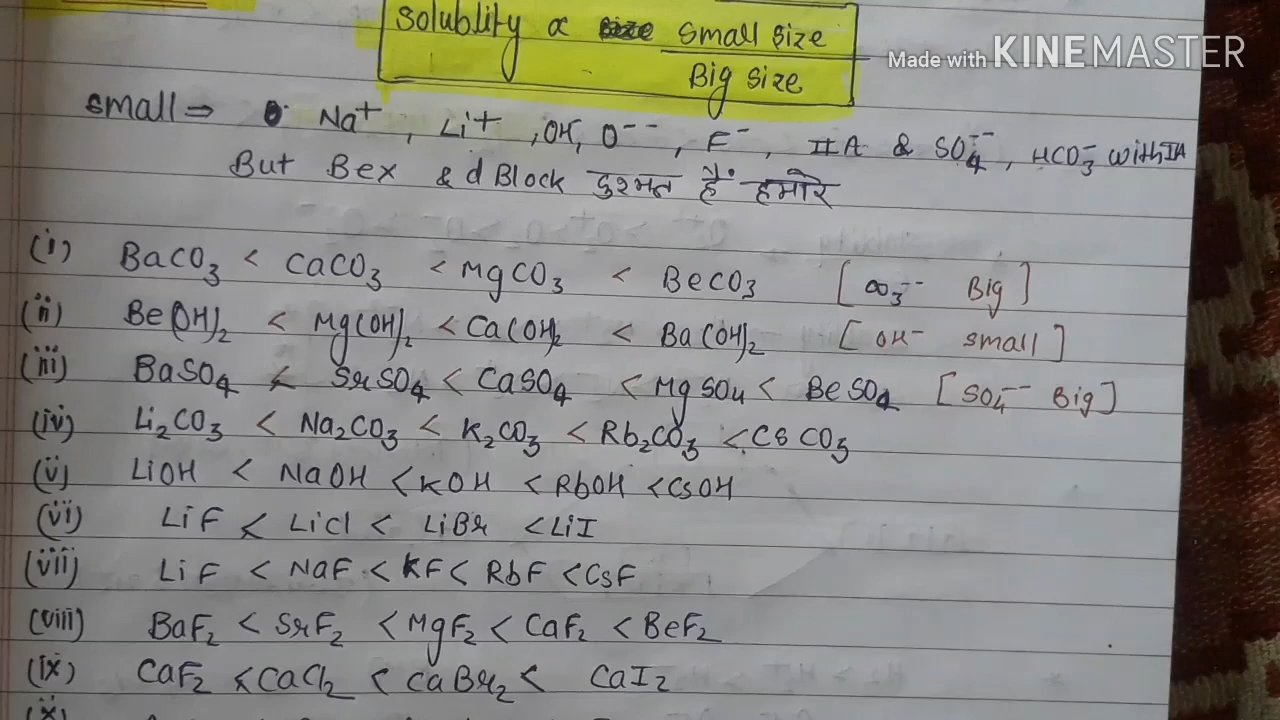 Solublity ∝ Small size / Big size
Made with KINEMASTER
small ⇒ Na⁺, Li⁺, OH⁻, O⁻⁻, F⁻, IIA & SO₄⁻⁻, HCO₃⁻ with IA
But Bex & d Block दुश्मन हैं हमारे
(i) BaCO₃ < CaCO₃ < MgCO₃ < BeCO₃ [CO₃⁻⁻ Big]
(ii) Be(OH)₂ < Mg(OH)₂ < Ca(OH)₂ < Ba(OH)₂ [OH⁻ small]
(iii) BaSO₄ < SrSO₄ < CaSO₄ < MgSO₄ < BeSO₄ [SO₄⁻⁻ Big]
(iv) Li₂CO₃ < Na₂CO₃ < K₂CO₃ < Rb₂CO₃ < CsCO₃
(v) LiOH < NaOH < KOH < RbOH < CsOH
(vi) LiF < LiCl < LiBr < LiI
(vii) LiF < NaF < KF < RbF < CsF
(viii) BaF₂ < SrF₂ < MgF₂ < CaF₂ < BeF₂
(ix) CaF₂ < CaCl₂ < CaBr₂ < CaI₂
(x)